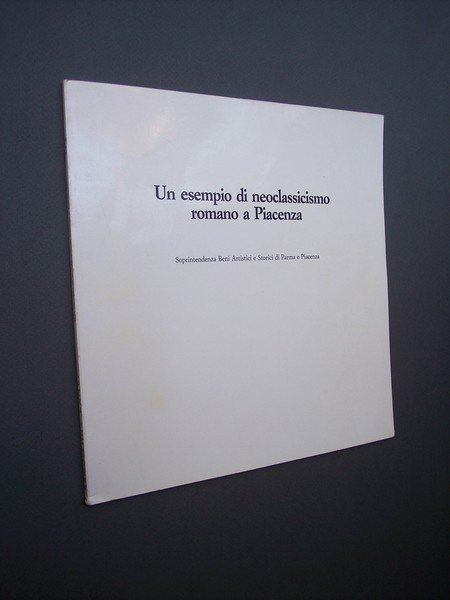 Un esempio di neoclassicismo
romano a Piacenza
Soprintendenza Beni Artistici e Storici di Parma e Piacenza